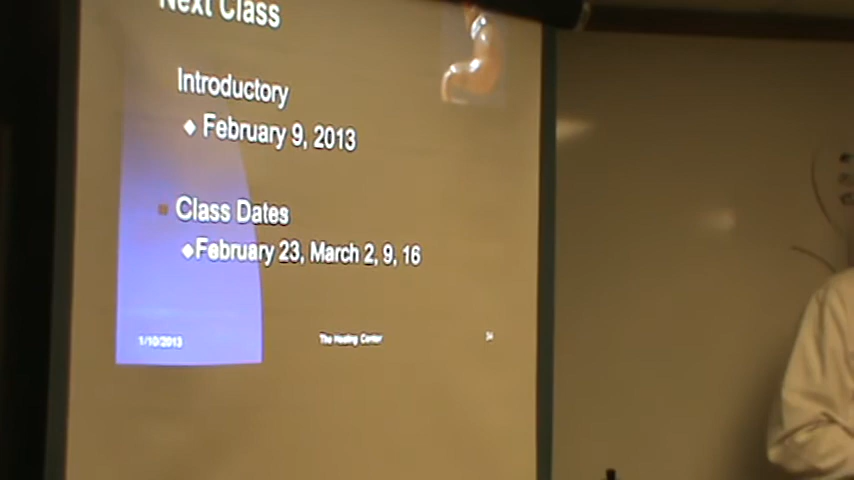 Next Class
Introductory
◆ February 9, 2013
■ Class Dates
◆February 23, March 2, 9, 16
1/10/2013 The Healing Center 34